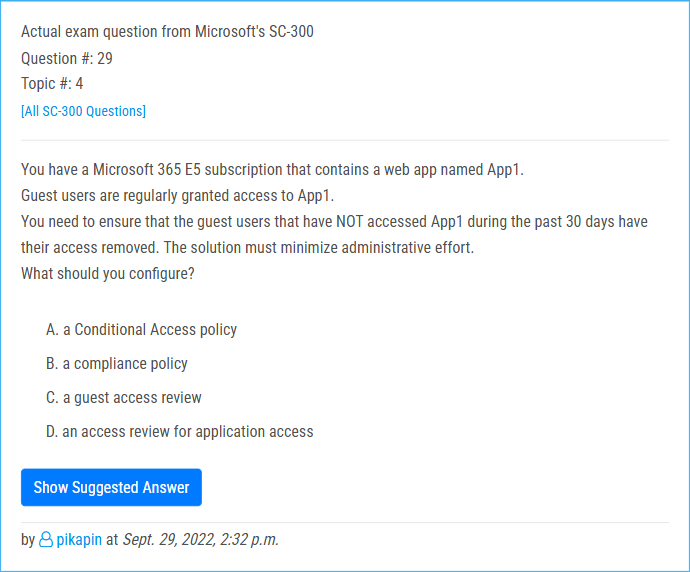 Actual exam question from Microsoft's SC-300
Question #: 29
Topic #: 4
[All SC-300 Questions]
You have a Microsoft 365 E5 subscription that contains a web app named App1.
Guest users are regularly granted access to App1.
You need to ensure that the guest users that have NOT accessed App1 during the past 30 days have
their access removed. The solution must minimize administrative effort.
What should you configure?
A. a Conditional Access policy
B. a compliance policy
C. a guest access review
D. an access review for application access
Show Suggested Answer
by pikapin at Sept. 29, 2022, 2:32 p.m.